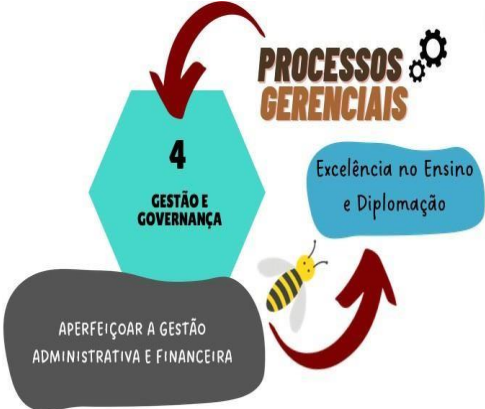 PROCESSOS
GERENCIAIS
4
GESTÃO E
GOVERNANÇA
Excelência no Ensino
e Diplomação
APERFEIÇOAR A GESTÃO
ADMINISTRATIVA E FINANCEIRA